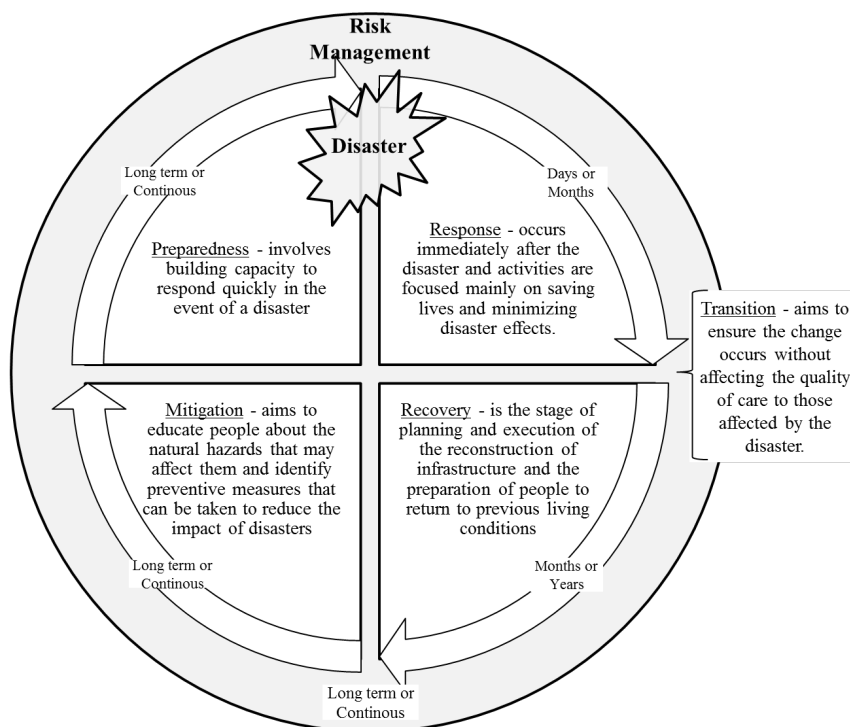 Risk
Management
Disaster
Long term or
Continous
Days or
Months
Preparedness - involves
building capacity to
respond quickly in the
event of a disaster
Response - occurs
immediately after the
disaster and activities are
focused mainly on saving
lives and minimizing
disaster effects.
Transition - aims to
ensure the change
occurs without
affecting the quality
of care to those
affected by the
disaster.
Mitigation - aims to
educate people about the
natural hazards that may
affect them and identify
preventive measures that
can be taken to reduce the
impact of disasters
Recovery - is the stage of
planning and execution of
the reconstruction of
infrastructure and the
preparation of people to
return to previous living
conditions
Long term or
Continous
Months or
Years
Long term or
Continous